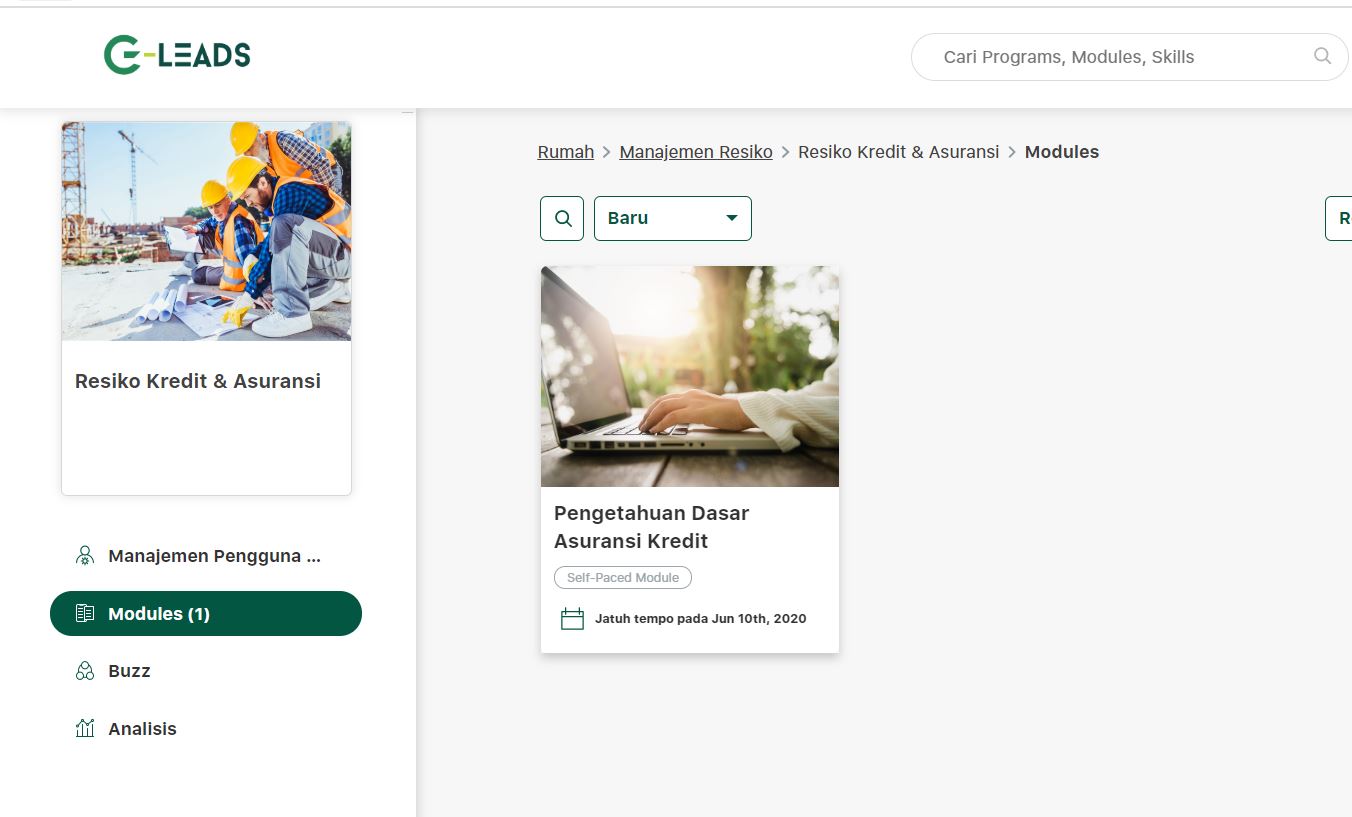 G-LEADS
Cari Programs, Modules, Skills
Rumah > Manajemen Resiko > Resiko Kredit & Asuransi > Modules
Baru
R
Resiko Kredit & Asuransi
Manajemen Pengguna ...
Modules (1)
Buzz
Analisis
Pengetahuan Dasar
Asuransi Kredit
Self-Paced Module
Jatuh tempo pada Jun 10th, 2020